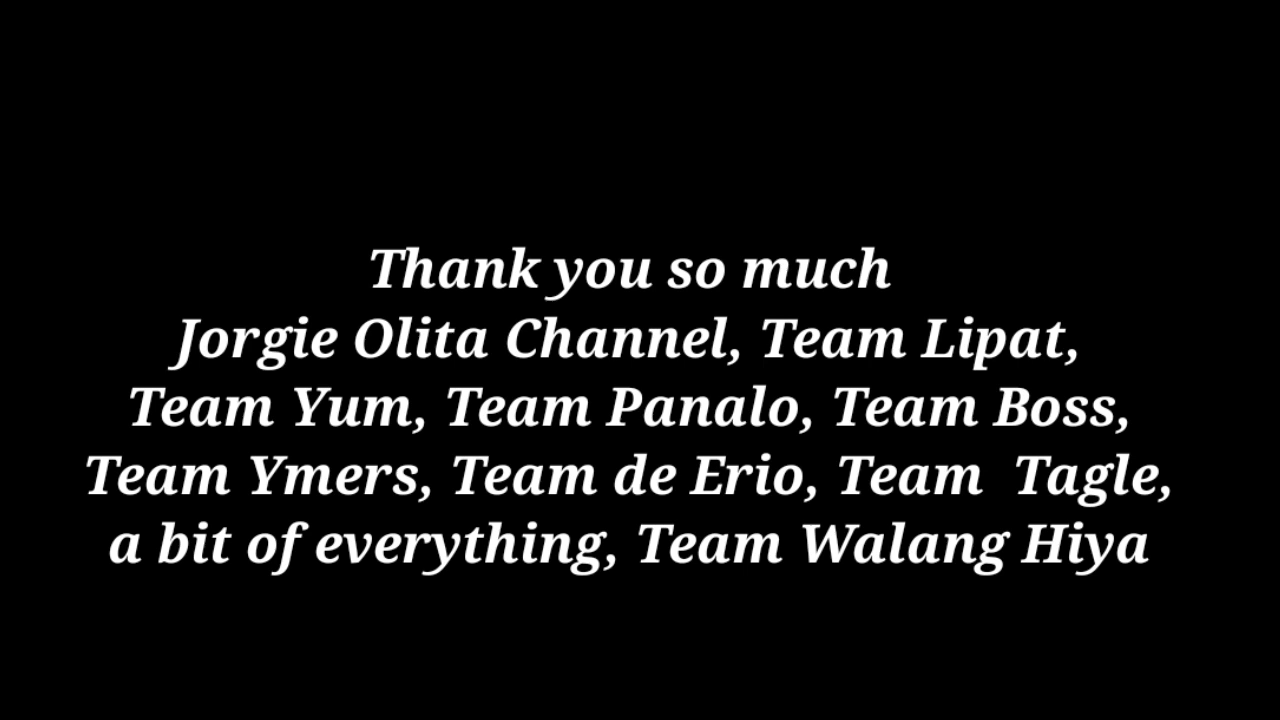 Thank you so much
Jorgie Olita Channel, Team Lipat,
Team Yum, Team Panalo, Team Boss,
Team Ymers, Team de Erio, Team  Tagle,
a bit of everything, Team Walang Hiya